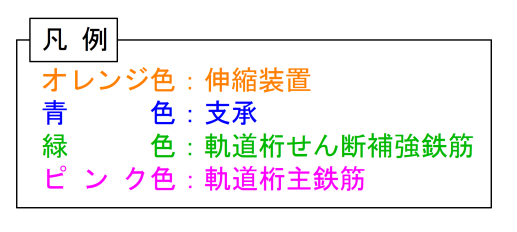 凡 例
オレンジ色：伸縮装置
青　　　色：支承
緑　　　色：軌道桁せん断補強鉄筋
ピ ン ク色：軌道桁主鉄筋